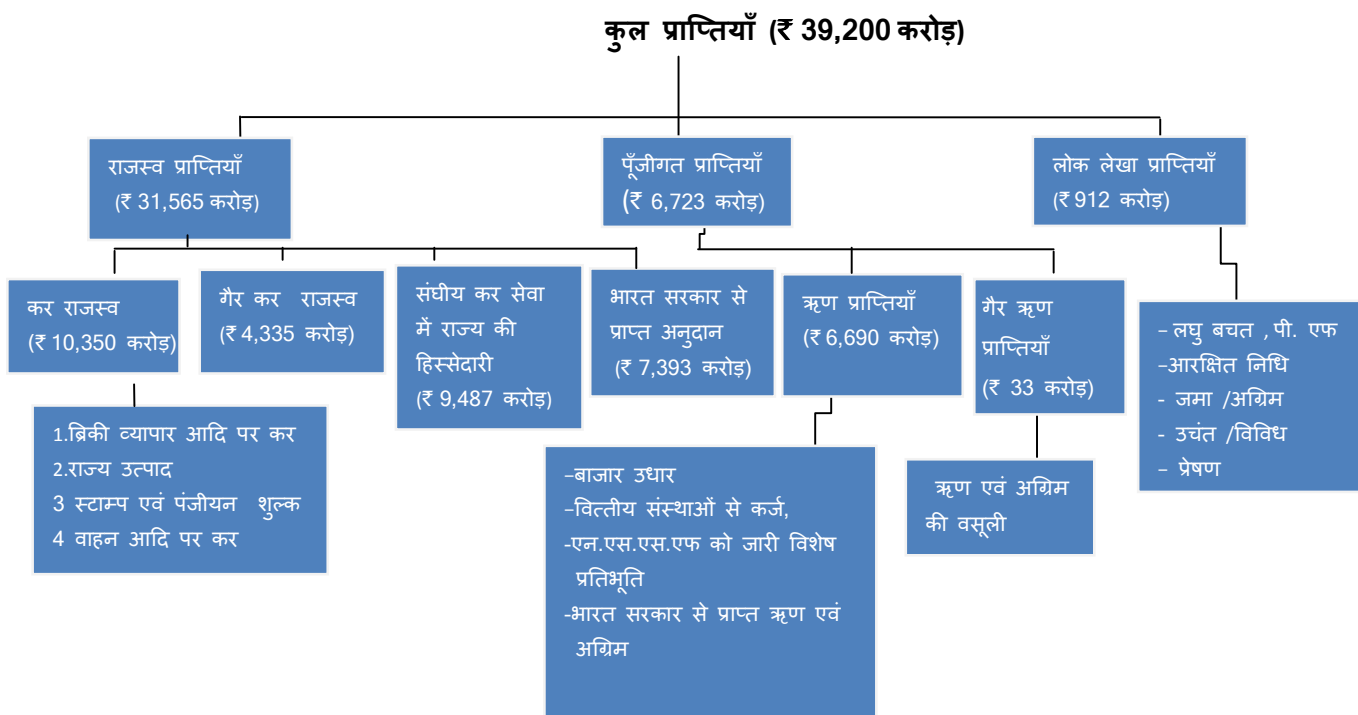 कुल प्राप्तियाँ (₹ 39,200 करोड़)
राजस्व प्राप्तियाँ
(₹ 31,565 करोड़)
पूँजीगत प्राप्तियाँ
(₹ 6,723 करोड़)
लोक लेखा प्राप्तियाँ
(₹ 912 करोड़)
कर राजस्व
(₹ 10,350 करोड़)
गैर कर राजस्व
(₹ 4,335 करोड़)
संघीय कर सेवा
में राज्य की
हिस्सेदारी
(₹ 9,487 करोड़)
भारत सरकार से
प्राप्त अनुदान
(₹ 7,393 करोड़)
ऋण प्राप्तियाँ
(₹ 6,690 करोड़)
गैर ऋण
प्राप्तियाँ
(₹ 33 करोड़)
– लघु बचत , पी. एफ
–आरक्षित निधि
- जमा /अग्रिम
- उचंत /विविध
– प्रेषण
1.ब्रिकी व्यापार आदि पर कर
2.राज्य उत्पाद
3 स्टाम्प एवं पंजीयन शुल्क
4 वाहन आदि पर कर
–बाजार उधार
–वित्तीय संस्थाओं से कर्ज,
-एन.एस.एस.एफ को जारी विशेष
प्रतिभूति
-भारत सरकार से प्राप्त ऋण एवं
अग्रिम
ऋण एवं अग्रिम
की वसूली